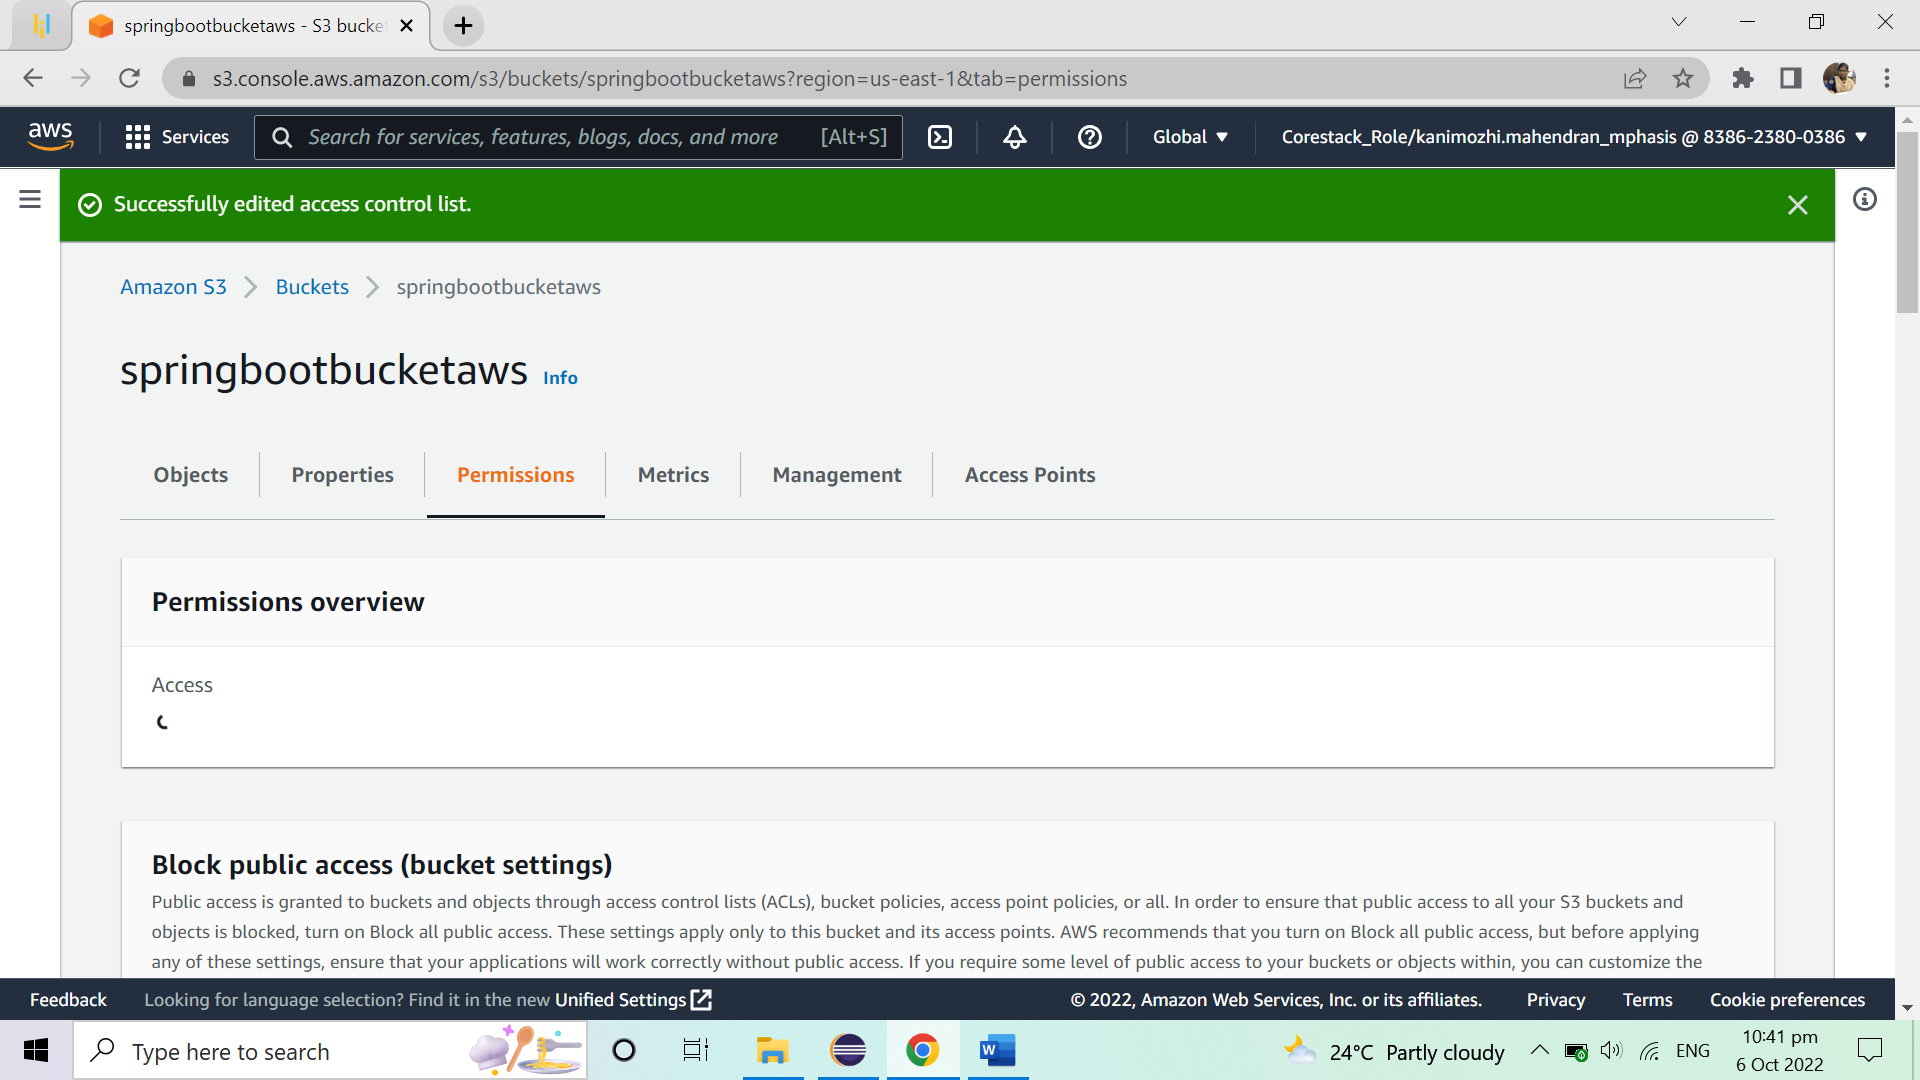 springbootbucketaws - S3 bucke
s3.console.aws.amazon.com/s3/buckets/springbootbucketaws?region=us-east-1&tab=permissions
aws
Services
Search for services, features, blogs, docs, and more [Alt+S]
Global
Corestack_Role/kanimozhi.mahendran_mphasis @ 8386-2380-0386
Successfully edited access control list.
Amazon S3
Buckets
springbootbucketaws
springbootbucketaws Info
Objects
Properties
Permissions
Metrics
Management
Access Points
Permissions overview
Access
Block public access (bucket settings)
Public access is granted to buckets and objects through access control lists (ACLs), bucket policies, access point policies, or all. In order to ensure that public access to all your S3 buckets and
objects is blocked, turn on Block all public access. These settings apply only to this bucket and its access points. AWS recommends that you turn on Block all public access, but before applying
any of these settings, ensure that your applications will work correctly without public access. If you require some level of public access to your buckets or objects within, you can customize the
Feedback
Looking for language selection? Find it in the new Unified Settings
© 2022, Amazon Web Services, Inc. or its affiliates.
Privacy
Terms
Cookie preferences
Type here to search
W
24°C Partly cloudy
ENG
10:41 pm
6 Oct 2022